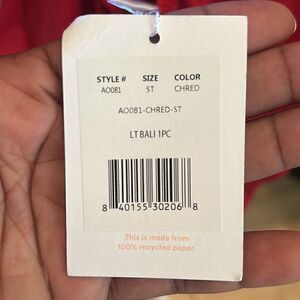 STYLE # SIZE COLOR
AO081 ST CHRED
AO081-CHRED-ST
LT BALI 1PC
8 40155 30206 8
This is made from
100% recycled paper.